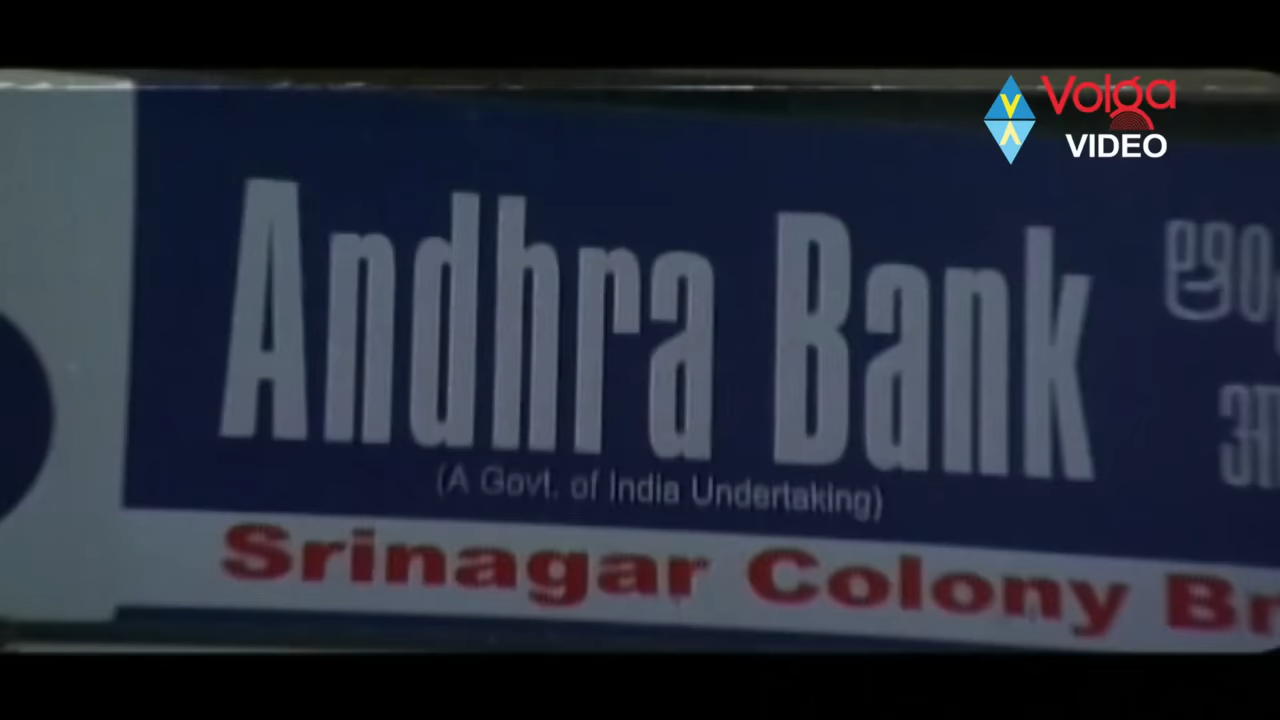 Volga
VIDEO
Andhra Bank
(A Govt. of India Undertaking)
Srinagar Colony